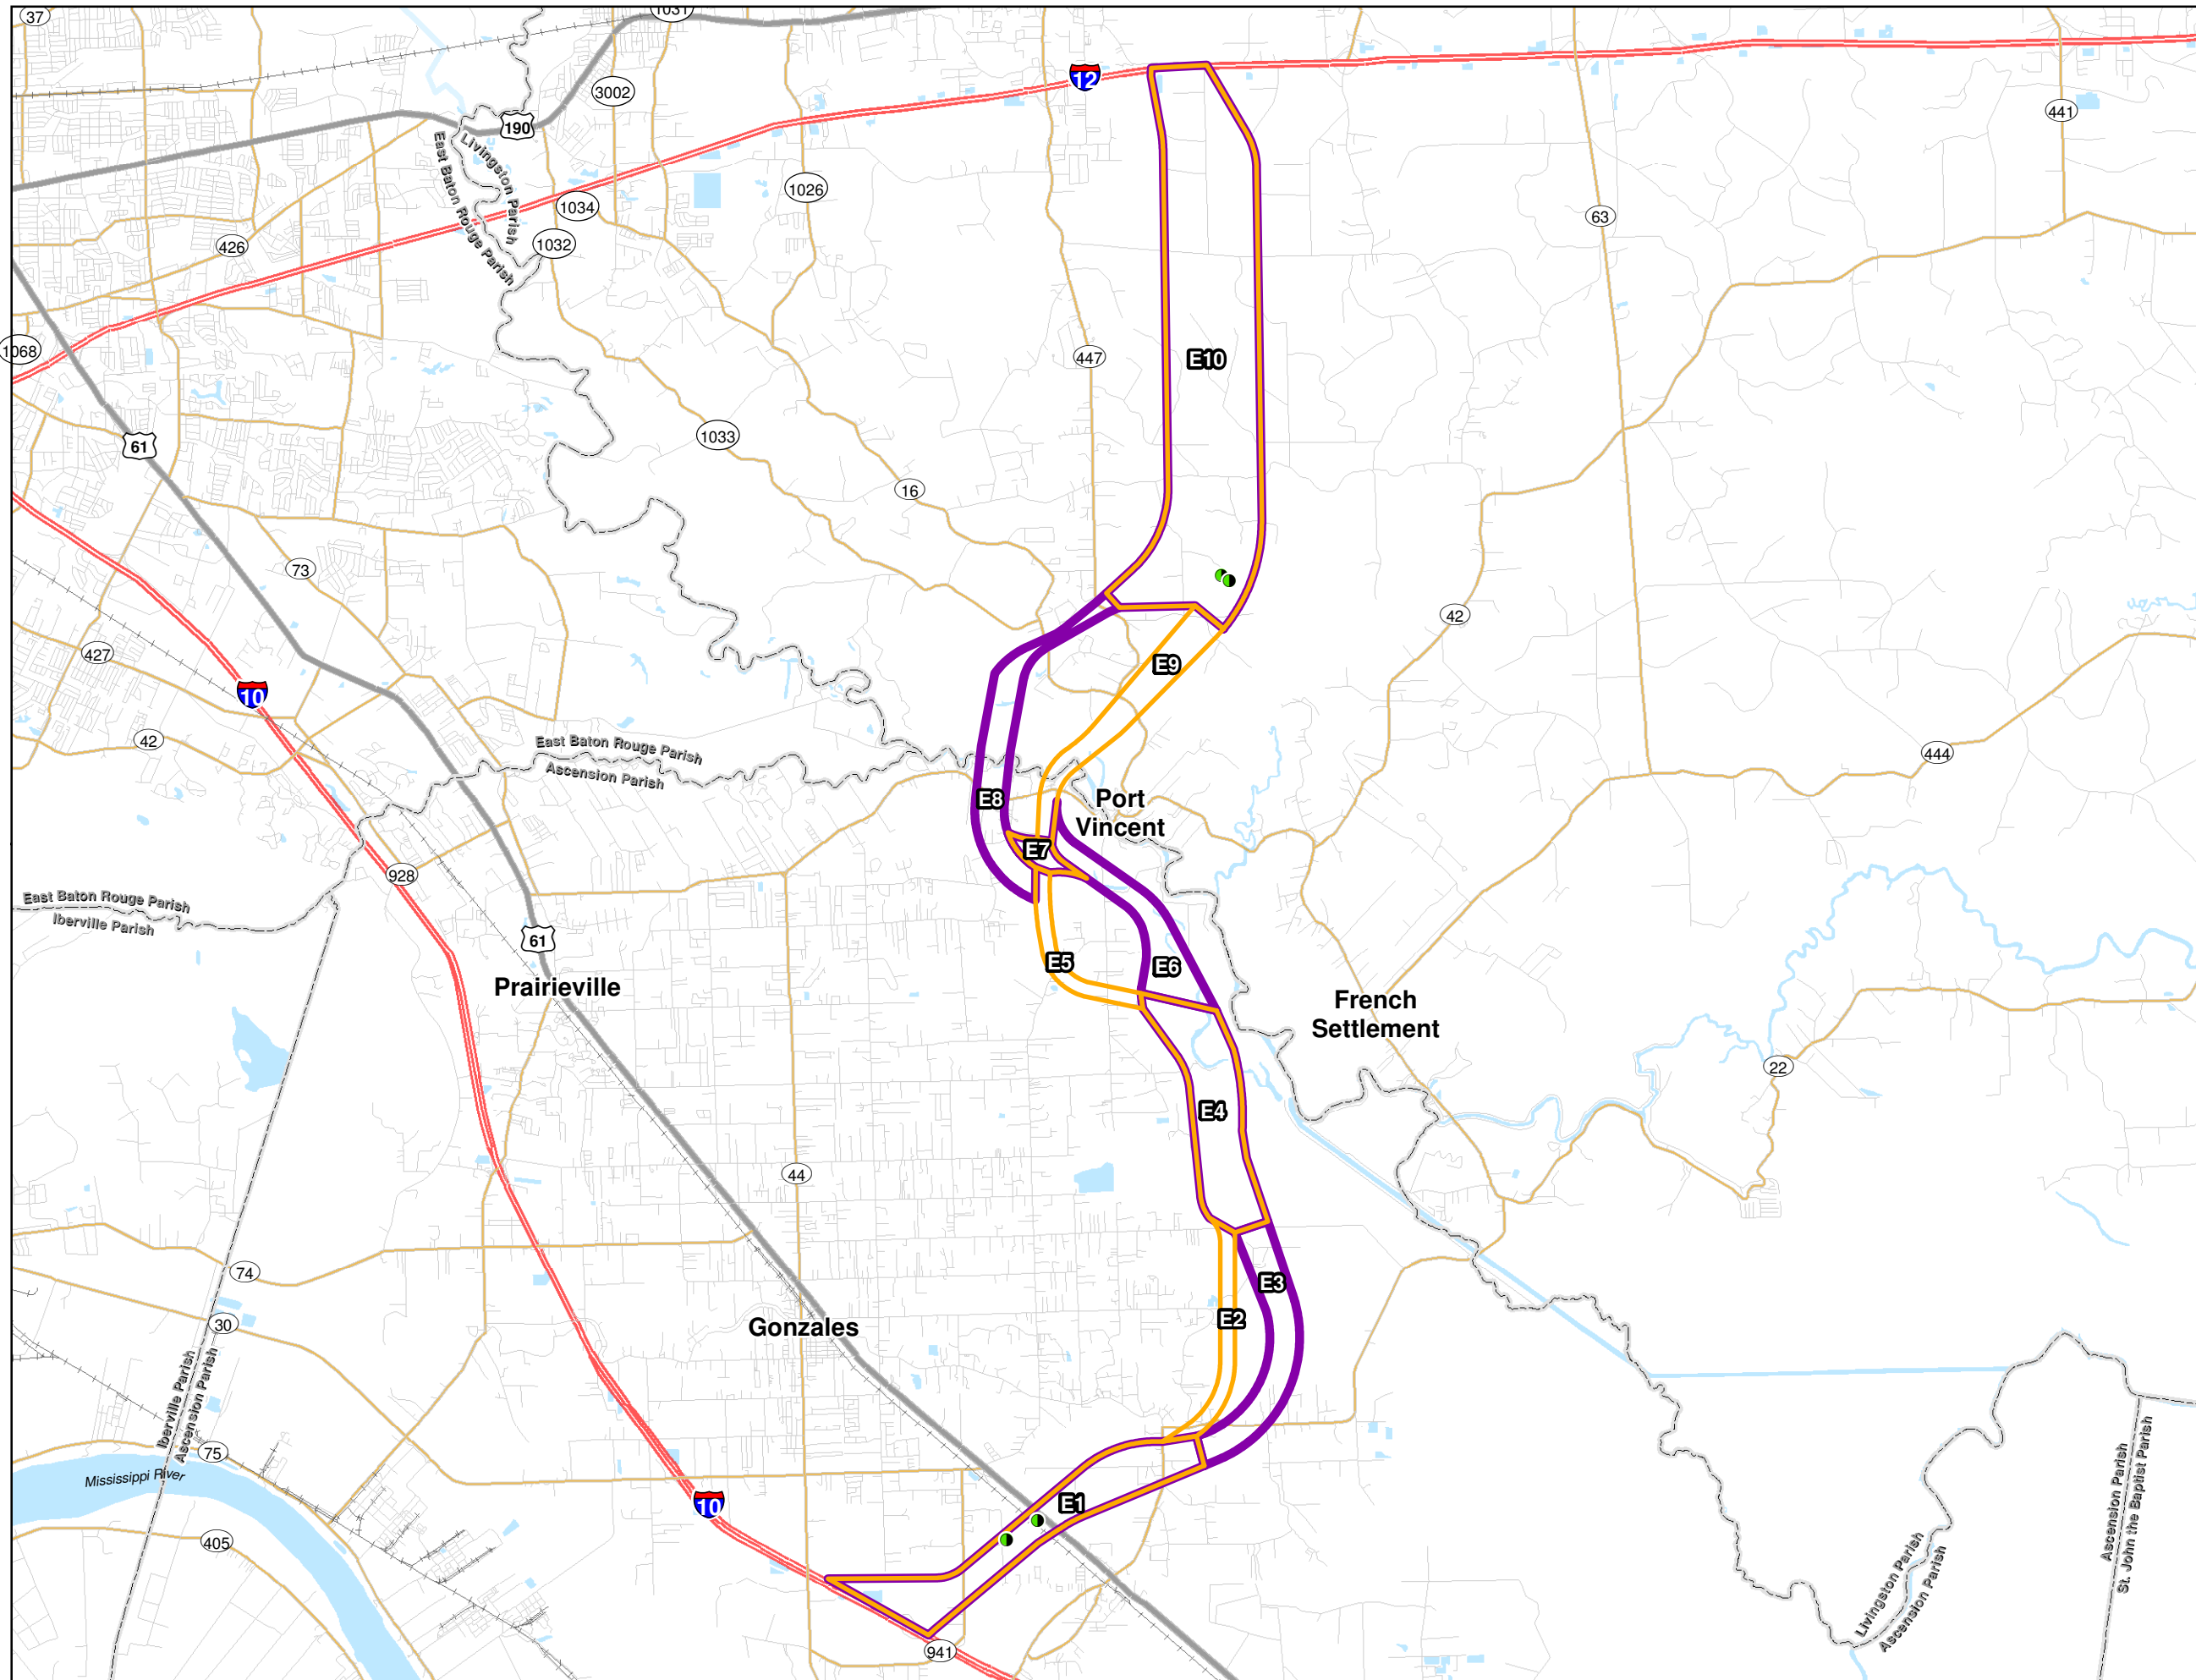 37
1031
12
3002
441
190
Livingston Parish
East Baton Rouge Parish
1026
1034
63
426
1032
1068
447
E10
61
1033
16
73
42
427
E9
10
42
East Baton Rouge Parish
Ascension Parish
444
E8
Port
Vincent
E7
928
East Baton Rouge Parish
Iberville Parish
61
E5
E6
Prairieville
French
Settlement
22
E4
44
74
E3
30
E2
Gonzales
Iberville Parish
Ascension Parish
75
Mississippi River
10
E1
405
941
Livingston Parish
Ascension Parish
Ascension Parish
St. John the Baptist Parish